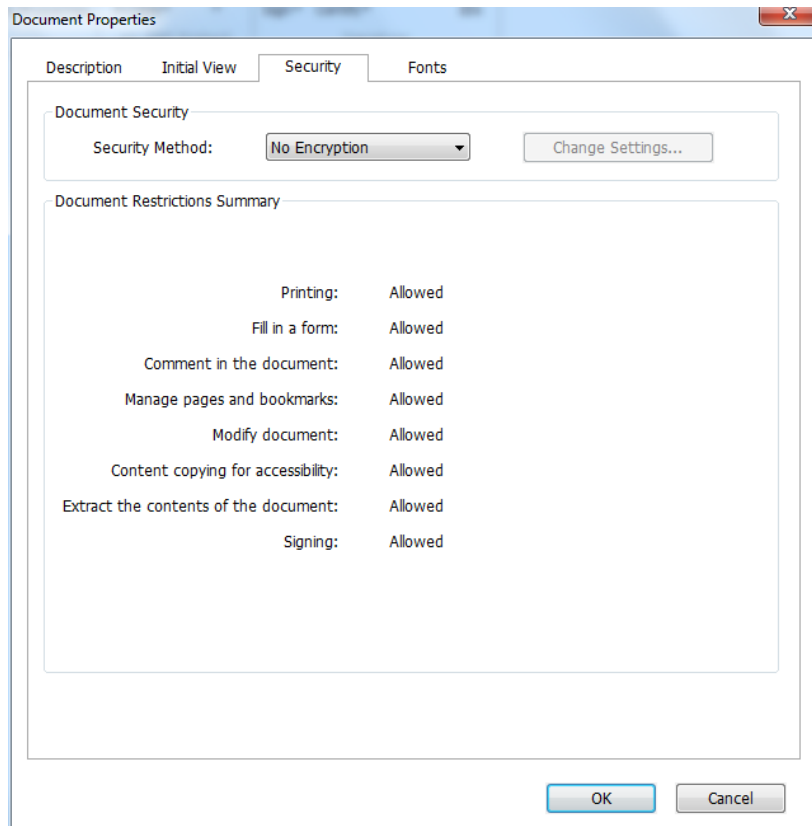 Document Properties
Description Initial View Security Fonts
Document Security
Security Method: No Encryption Change Settings...
Document Restrictions Summary
Printing: Allowed
Fill in a form: Allowed
Comment in the document: Allowed
Manage pages and bookmarks: Allowed
Modify document: Allowed
Content copying for accessibility: Allowed
Extract the contents of the document: Allowed
Signing: Allowed
OK Cancel